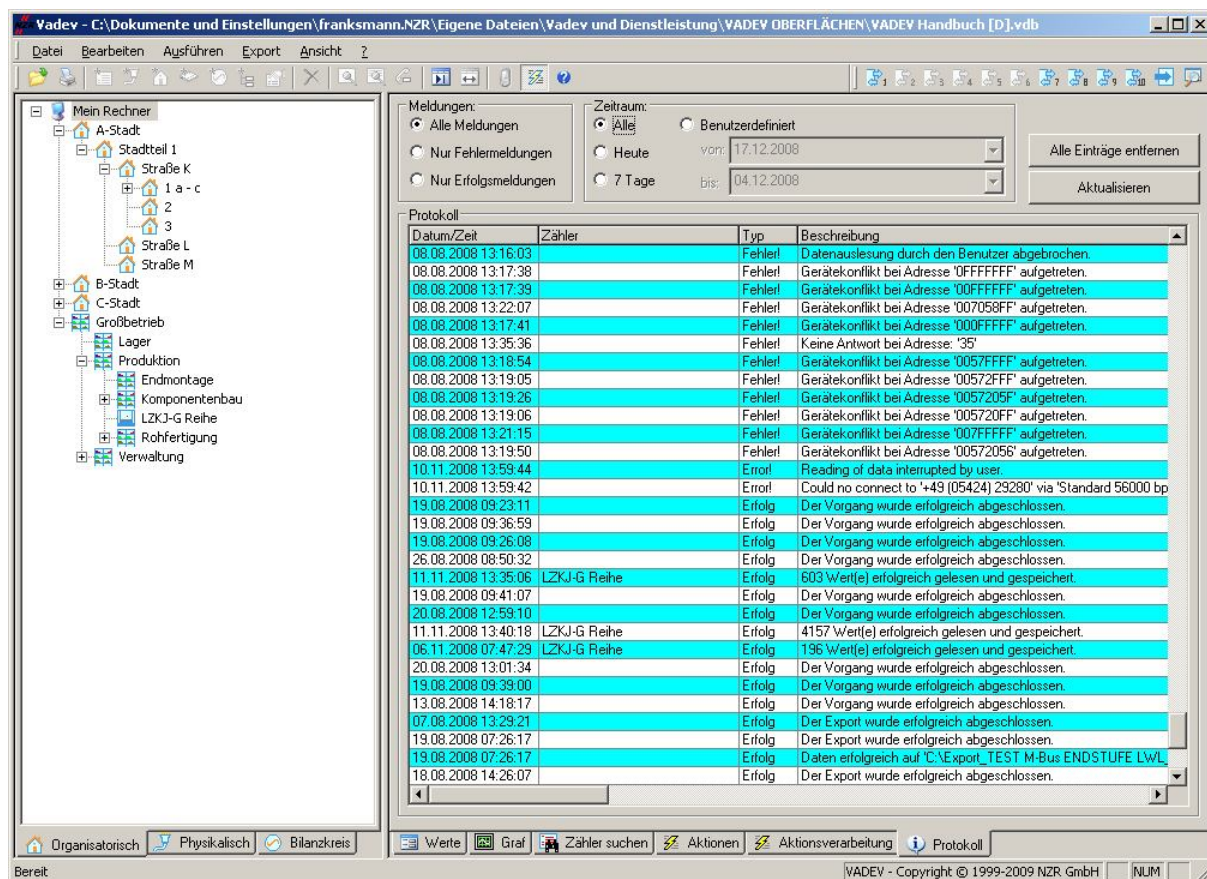 Vadev - C:\Dokumente und Einstellungen\franksmann.NZR\Eigene Dateien\Vadev und Dienstleistung\VADEV OBERFLÄCHEN\VADEV Handbuch [D].vdb
Datei Bearbeiten Ausführen Export Ansicht ?
1 2 3 4 5 6 7 8 9 10
Mein Rechner
A-Stadt
Stadtteil 1
Straße K
1 a - c
2
3
Straße L
Straße M
B-Stadt
C-Stadt
Großbetrieb
Lager
Produktion
Endmontage
Komponentenbau
LZKJ-G Reihe
Rohfertigung
Verwaltung
Organisatorisch Physikalisch Bilanzkreis
Meldungen:
Alle Meldungen
Nur Fehlermeldungen
Nur Erfolgsmeldungen
Zeitraum:
Alle Benutzerdefiniert
Heute von: 17.12.2008
7 Tage bis: 04.12.2008
Alle Einträge entfernen
Aktualisieren
Protokoll
Datum/Zeit Zähler Typ Beschreibung
08.08.2008 13:16:03 Fehler! Datenauslesung durch den Benutzer abgebrochen.
08.08.2008 13:17:38 Fehler! Gerätekonflikt bei Adresse '0FFFFFFF' aufgetreten.
08.08.2008 13:17:39 Fehler! Gerätekonflikt bei Adresse '00FFFFFF' aufgetreten.
08.08.2008 13:22:07 Fehler! Gerätekonflikt bei Adresse '007058FF' aufgetreten.
08.08.2008 13:17:41 Fehler! Gerätekonflikt bei Adresse '000FFFFF' aufgetreten.
08.08.2008 13:35:36 Fehler! Keine Antwort bei Adresse: '35'
08.08.2008 13:18:54 Fehler! Gerätekonflikt bei Adresse '0057FFFF' aufgetreten.
08.08.2008 13:19:05 Fehler! Gerätekonflikt bei Adresse '00572FFF' aufgetreten.
08.08.2008 13:19:26 Fehler! Gerätekonflikt bei Adresse '0057205F' aufgetreten.
08.08.2008 13:19:06 Fehler! Gerätekonflikt bei Adresse '005720FF' aufgetreten.
08.08.2008 13:21:15 Fehler! Gerätekonflikt bei Adresse '007FFFFF' aufgetreten.
08.08.2008 13:19:50 Fehler! Gerätekonflikt bei Adresse '00572056' aufgetreten.
10.11.2008 13:59:44 Error! Reading of data interrupted by user.
10.11.2008 13:59:42 Error! Could no connect to '+49 (05424) 29280' via 'Standard 56000 bp
19.08.2008 09:23:11 Erfolg Der Vorgang wurde erfolgreich abgeschlossen.
19.08.2008 09:36:59 Erfolg Der Vorgang wurde erfolgreich abgeschlossen.
19.08.2008 09:26:08 Erfolg Der Vorgang wurde erfolgreich abgeschlossen.
26.08.2008 08:50:32 Erfolg Der Vorgang wurde erfolgreich abgeschlossen.
11.11.2008 13:35:06 LZKJ-G Reihe Erfolg 603 Wert(e) erfolgreich gelesen und gespeichert.
19.08.2008 09:41:07 Erfolg Der Vorgang wurde erfolgreich abgeschlossen.
20.08.2008 12:59:10 Erfolg Der Vorgang wurde erfolgreich abgeschlossen.
11.11.2008 13:40:18 LZKJ-G Reihe Erfolg 4157 Wert(e) erfolgreich gelesen und gespeichert.
06.11.2008 07:47:29 LZKJ-G Reihe Erfolg 196 Wert(e) erfolgreich gelesen und gespeichert.
20.08.2008 13:01:34 Erfolg Der Vorgang wurde erfolgreich abgeschlossen.
19.08.2008 09:39:00 Erfolg Der Vorgang wurde erfolgreich abgeschlossen.
13.08.2008 14:18:17 Erfolg Der Vorgang wurde erfolgreich abgeschlossen.
07.08.2008 13:29:21 Erfolg Der Export wurde erfolgreich abgeschlossen.
19.08.2008 07:26:17 Erfolg Der Export wurde erfolgreich abgeschlossen.
19.08.2008 07:26:17 Erfolg Daten erfolgreich auf 'C:\Export_TEST M-Bus ENDSTUFE LWL_
18.08.2008 14:26:07 Erfolg Der Export wurde erfolgreich abgeschlossen.
Werte Graf Zähler suchen Aktionen Aktionsverarbeitung Protokoll
Bereit VADEV - Copyright © 1999-2009 NZR GmbH NUM